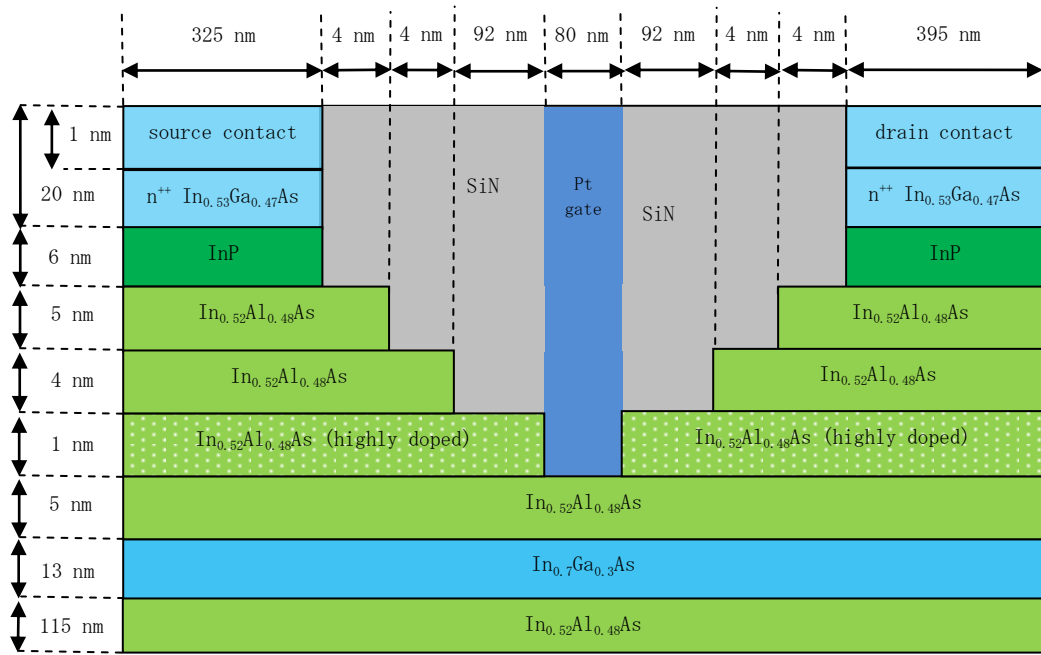 325 nm 4 nm 4 nm 92 nm 80 nm 92 nm 4 nm 4 nm 395 nm
1 nm source contact drain contact
20 nm n⁺⁺ In₀.₅₃Ga₀.₄₇As SiN Pt gate SiN n⁺⁺ In₀.₅₃Ga₀.₄₇As
6 nm InP InP
5 nm In₀.₅₂Al₀.₄₈As In₀.₅₂Al₀.₄₈As
4 nm In₀.₅₂Al₀.₄₈As In₀.₅₂Al₀.₄₈As
1 nm In₀.₅₂Al₀.₄₈As (highly doped) In₀.₅₂Al₀.₄₈As (highly doped)
5 nm In₀.₅₂Al₀.₄₈As
13 nm In₀.₇Ga₀.₃As
115 nm In₀.₅₂Al₀.₄₈As